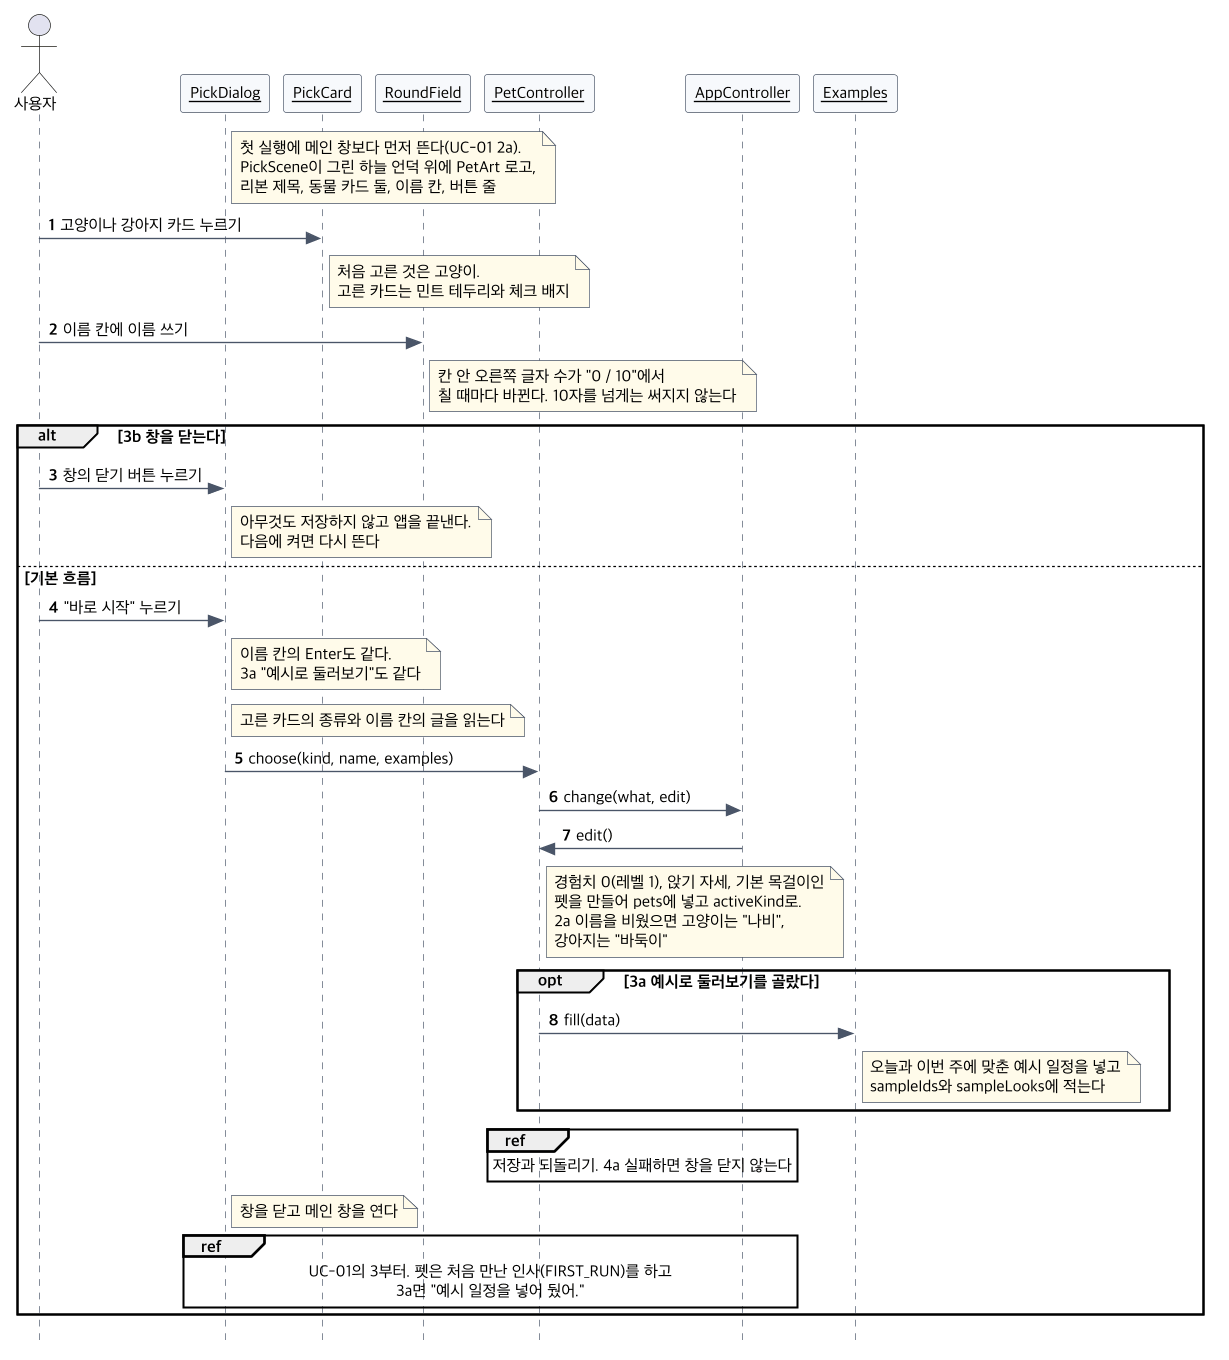 사용자
PickDialog
PickCard
RoundField
PetController
AppController
Examples
첫 실행에 메인 창보다 먼저 뜬다(UC-01 2a).
PickScene이 그린 하늘 언덕 위에 PetArt 로고,
리본 제목, 동물 카드 둘, 이름 칸, 버튼 줄
1 고양이나 강아지 카드 누르기
처음 고른 것은 고양이.
고른 카드는 민트 테두리와 체크 배지
2 이름 칸에 이름 쓰기
칸 안 오른쪽 글자 수가 "0 / 10"에서
칠 때마다 바뀐다. 10자를 넘게는 써지지 않는다
alt [3b 창을 닫는다]
3 창의 닫기 버튼 누르기
아무것도 저장하지 않고 앱을 끝낸다.
다음에 켜면 다시 뜬다
[기본 흐름]
4 "바로 시작" 누르기
이름 칸의 Enter도 같다.
3a "예시로 둘러보기"도 같다
고른 카드의 종류와 이름 칸의 글을 읽는다
5 choose(kind, name, examples)
6 change(what, edit)
7 edit()
경험치 0(레벨 1), 앉기 자세, 기본 목걸이인
펫을 만들어 pets에 넣고 activeKind로.
2a 이름을 비웠으면 고양이는 "나비",
강아지는 "바둑이"
opt [3a 예시로 둘러보기를 골랐다]
8 fill(data)
오늘과 이번 주에 맞춘 예시 일정을 넣고
sampleIds와 sampleLooks에 적는다
ref
저장과 되돌리기. 4a 실패하면 창을 닫지 않는다
창을 닫고 메인 창을 연다
ref
UC-01의 3부터. 펫은 처음 만난 인사(FIRST_RUN)를 하고
3a면 "예시 일정을 넣어 뒀어."